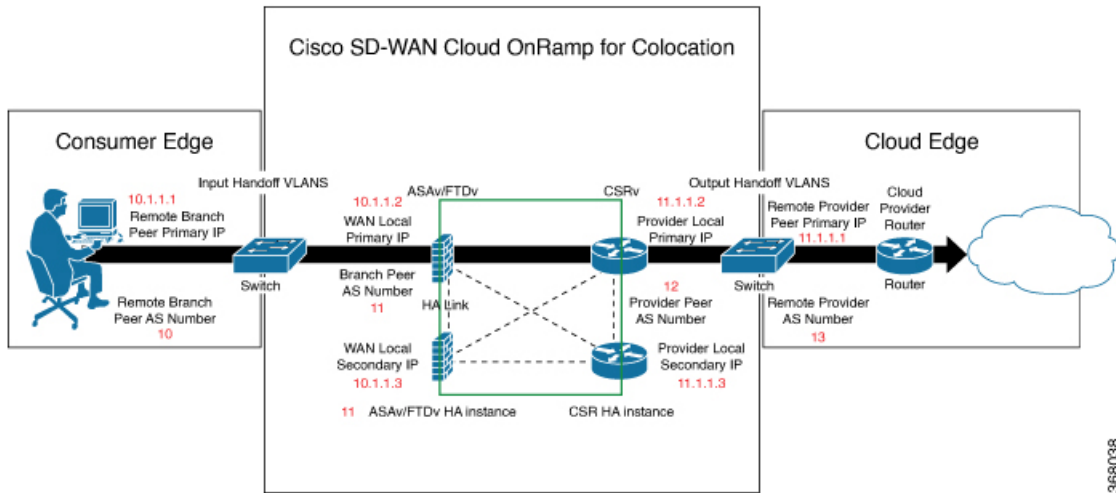 Cisco SD-WAN Cloud OnRamp for Colocation
Consumer Edge
Cloud Edge
10.1.1.1
Remote Branch
Peer Primary IP
Input Handoff VLANS
10.1.1.2
WAN Local
Primary IP
ASAv/FTDv
CSRv
11.1.1.2
Provider Local
Primary IP
Output Handoff VLANS
Remote Provider
Peer Primary IP
11.1.1.1
Cloud
Provider
Router
Remote Branch
Peer AS Number
10
Switch
Branch Peer
AS Number
11
HA Link
12
Provider Peer
AS Number
Switch
Remote Provider
AS Number
13
Router
WAN Local
Secondary IP
10.1.1.3
Provider Local
Secondary IP
11.1.1.3
11
ASAv/FTDv HA instance
CSR HA instance
368038